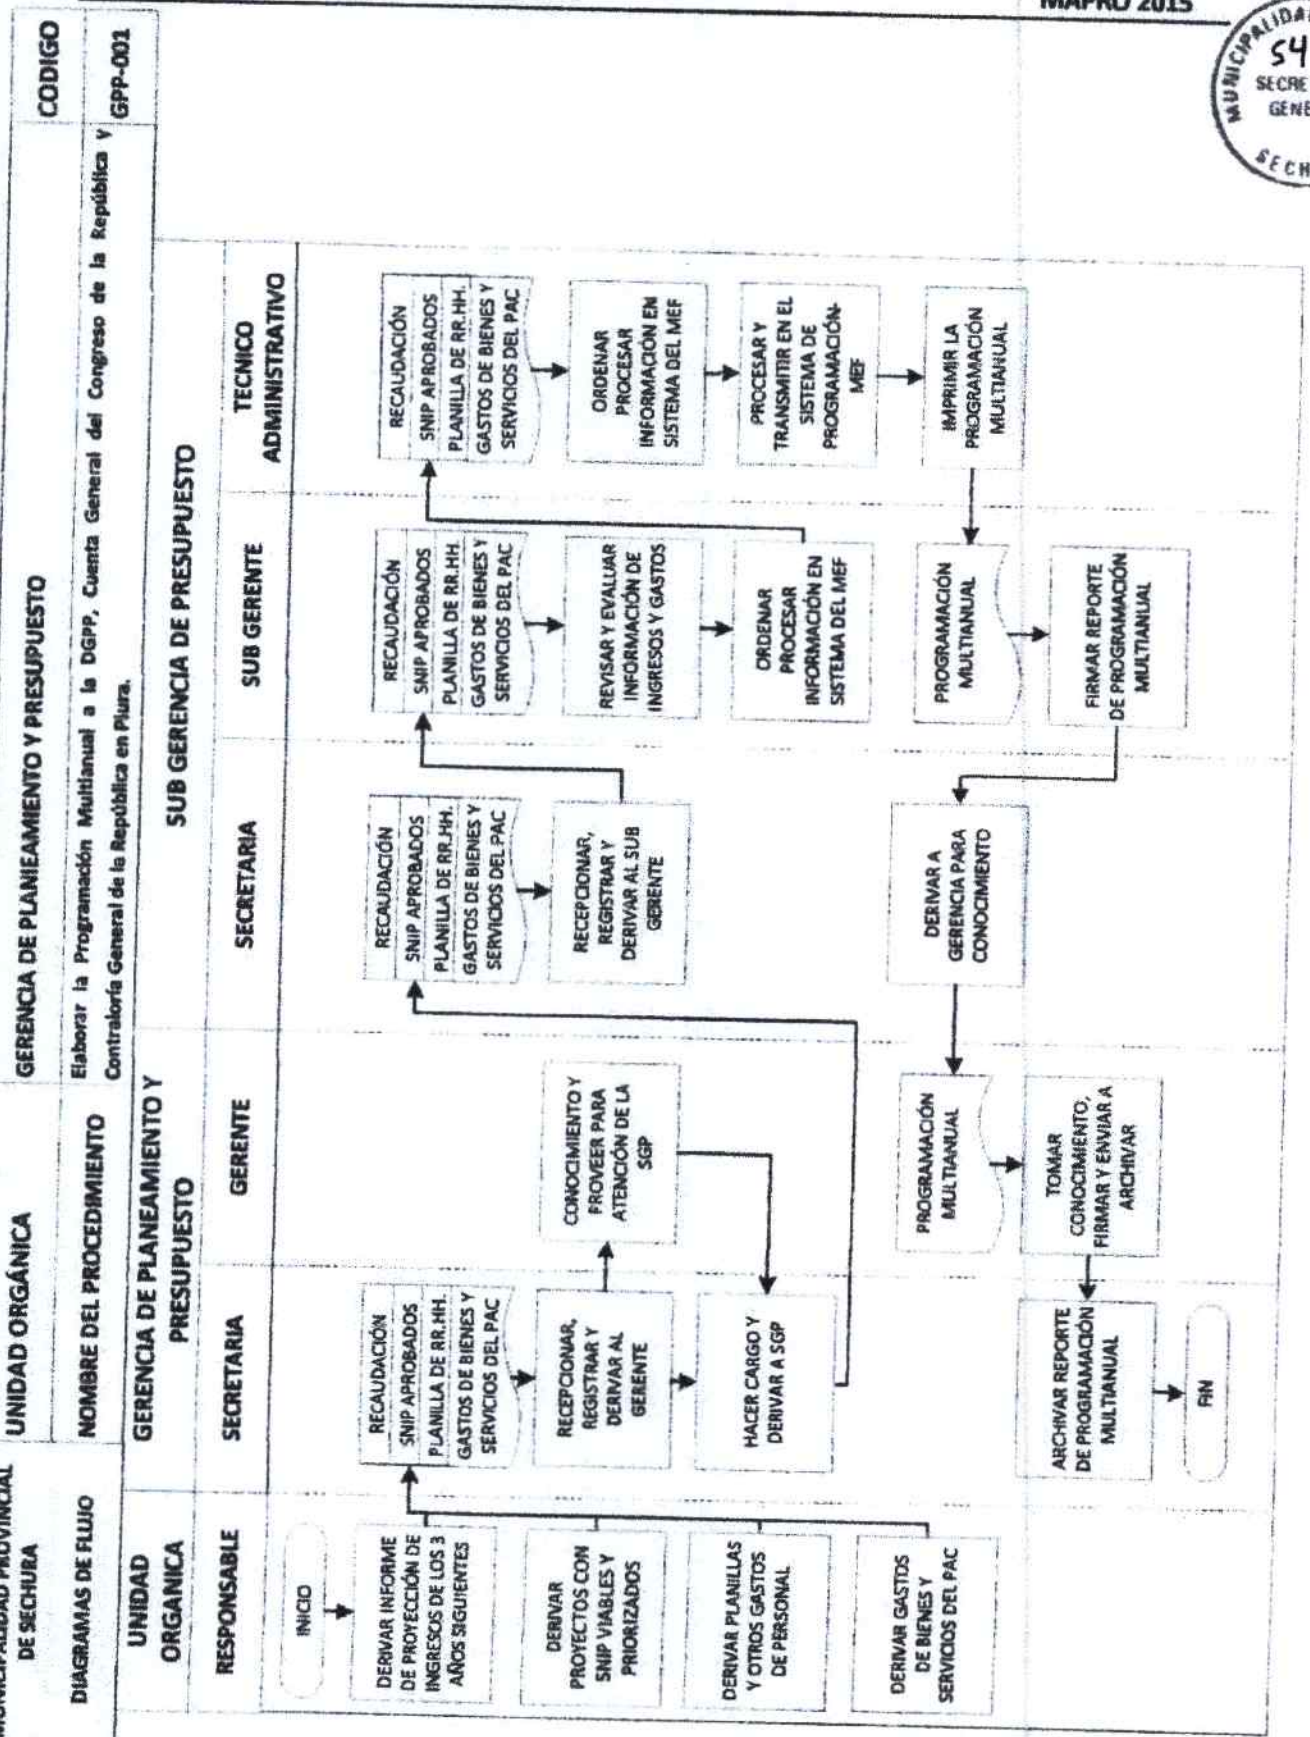 MAPRO 2015
MUNICIPALIDAD PROVINCIAL
DE SECHURA
UNIDAD ORGÁNICA
GERENCIA DE PLANIEAMIENTO Y PRESUPUESTO
CODIGO
DIAGRAMAS DE FLUJO
NOMBRE DEL PROCEDIMIENTO
Elaborar la Programación Multianual a la DGPP, Cuenta General del Congreso de la República y
Contraloría General de la República en Piura.
GPP-001
UNIDAD
ORGANICA
GERENCIA DE PLANEAMIENTO Y
PRESUPUESTO
SUB GERENCIA DE PRESUPUESTO
RESPONSABLE
SECRETARIA
GERENTE
SECRETARIA
SUB GERENTE
TECNICO
ADMINISTRATIVO
INICIO
DERIVAR INFORME
DE PROYECCIÓN DE
INGRESOS DE LOS 3
AÑOS SIGUIENTES
DERIVAR
PROYECTOS CON
SNIP VIABLES Y
PRIORIZADOS
DERIVAR PLANILLAS
Y OTROS GASTOS
DE PERSONAL
DERIVAR GASTOS
DE BIENES Y
SERVICIOS DEL PAC
RECAUDACIÓN
SNIP APROBADOS
PLANILLA DE RR.HH.
GASTOS DE BIENES Y
SERVICIOS DEL PAC
RECEPCIONAR,
REGISTRAR Y
DERIVAR AL
GERENTE
HACER CARGO Y
DERIVAR A SGP
ARCHIVAR REPORTE
DE PROGRAMACIÓN
MULTIANUAL
FIN
CONOCIMIENTO Y
PROVEER PARA
ATENCIÓN DE LA
SGP
PROGRAMACIÓN
MULTIANUAL
TOMAR
CONOCIMIENTO,
FIRMAR Y ENVIAR A
ARCHIVAR
RECAUDACIÓN
SNIP APROBADOS
PLANILLA DE RR.HH.
GASTOS DE BIENES Y
SERVICIOS DEL PAC
RECEPCIONAR,
REGISTRAR Y
DERIVAR AL SUB
GERENTE
DERIVAR A
GERENCIA PARA
CONOCIMIENTO
RECAUDACIÓN
SNIP APROBADOS
PLANILLA DE RR.HH.
GASTOS DE BIENES Y
SERVICIOS DEL PAC
REVISAR Y EVALUAR
INFORMACIÓN DE
INGRESOS Y GASTOS
ORDENAR
PROCESAR
INFORMACIÓN EN
SISTEMA DEL MEF
PROGRAMACIÓN
MULTIANUAL
FIRMAR REPORTE
DE PROGRAMACIÓN
MULTIANUAL
RECAUDACIÓN
SNIP APROBADOS
PLANILLA DE RR.HH.
GASTOS DE BIENES Y
SERVICIOS DEL PAC
ORDENAR
PROCESAR
INFORMACIÓN EN
SISTEMA DEL MEF
PROCESAR Y
TRANSMITIR EN EL
SISTEMA DE
PROGRAMACIÓN-
MEF
IMPRIMIR LA
PROGRAMACIÓN
MULTIANUAL
54